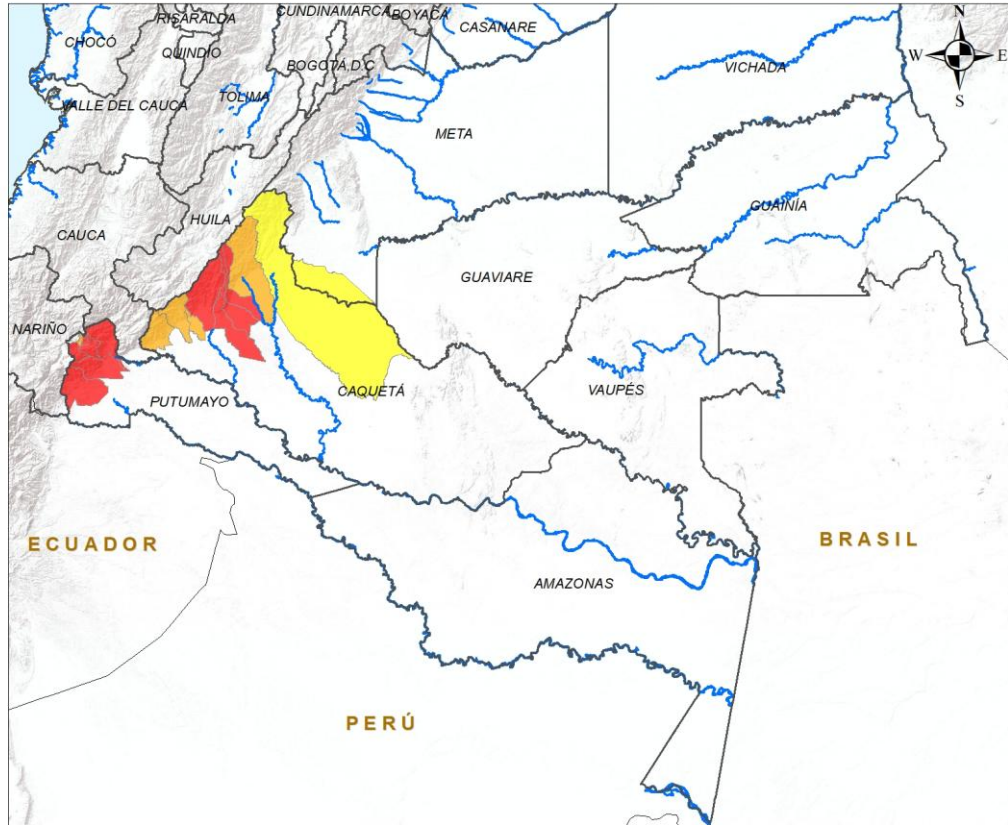 CUNDINAMARCA
BOYACÁ
RISARALDA
CASANARE
N
CHOCÓ
QUINDÍO
W
E
BOGOTÁ D.C
VICHADA
S
VALLE DEL CAUCA
TOLIMA
META
GUAINÍA
HUILA
CAUCA
GUAVIARE
NARIÑO
CAQUETÁ
VAUPÉS
PUTUMAYO
ECUADOR
BRASIL
AMAZONAS
PERÚ